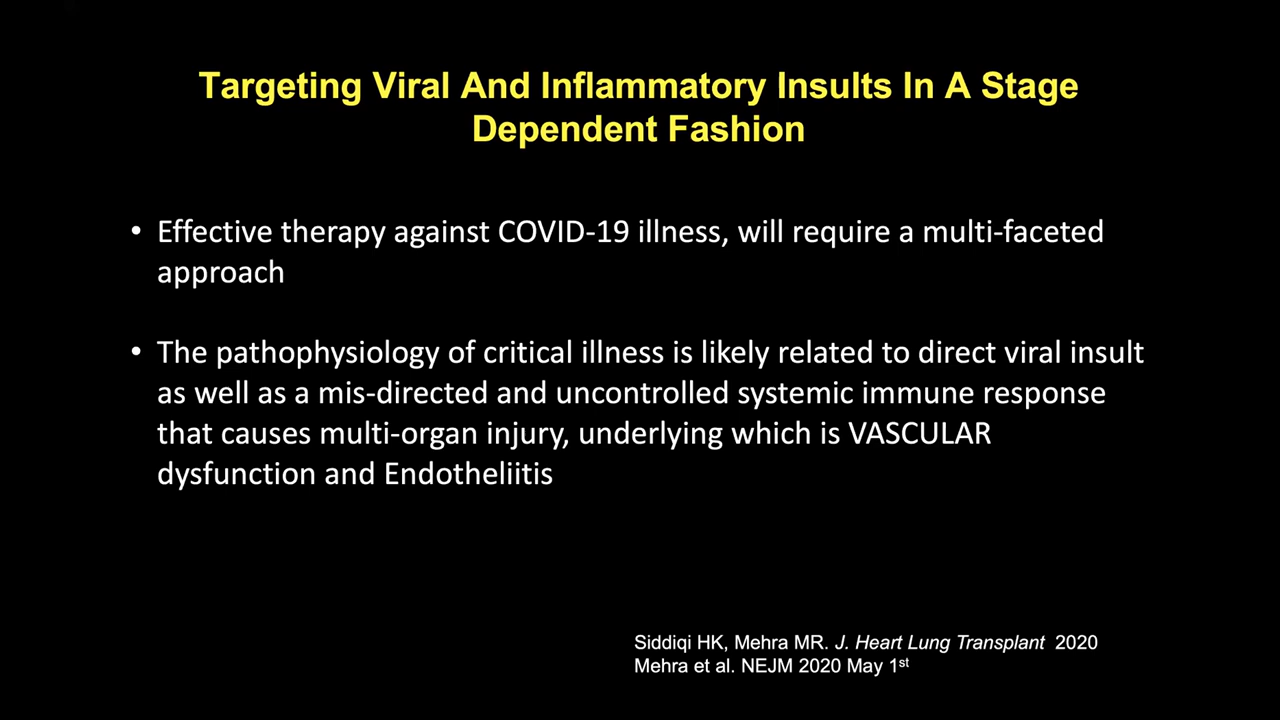 Targeting Viral And Inflammatory Insults In A Stage
Dependent Fashion
• Effective therapy against COVID-19 illness, will require a multi-faceted
approach
• The pathophysiology of critical illness is likely related to direct viral insult
as well as a mis-directed and uncontrolled systemic immune response
that causes multi-organ injury, underlying which is VASCULAR
dysfunction and Endotheliitis
Siddiqi HK, Mehra MR. J. Heart Lung Transplant 2020
Mehra et al. NEJM 2020 May 1st